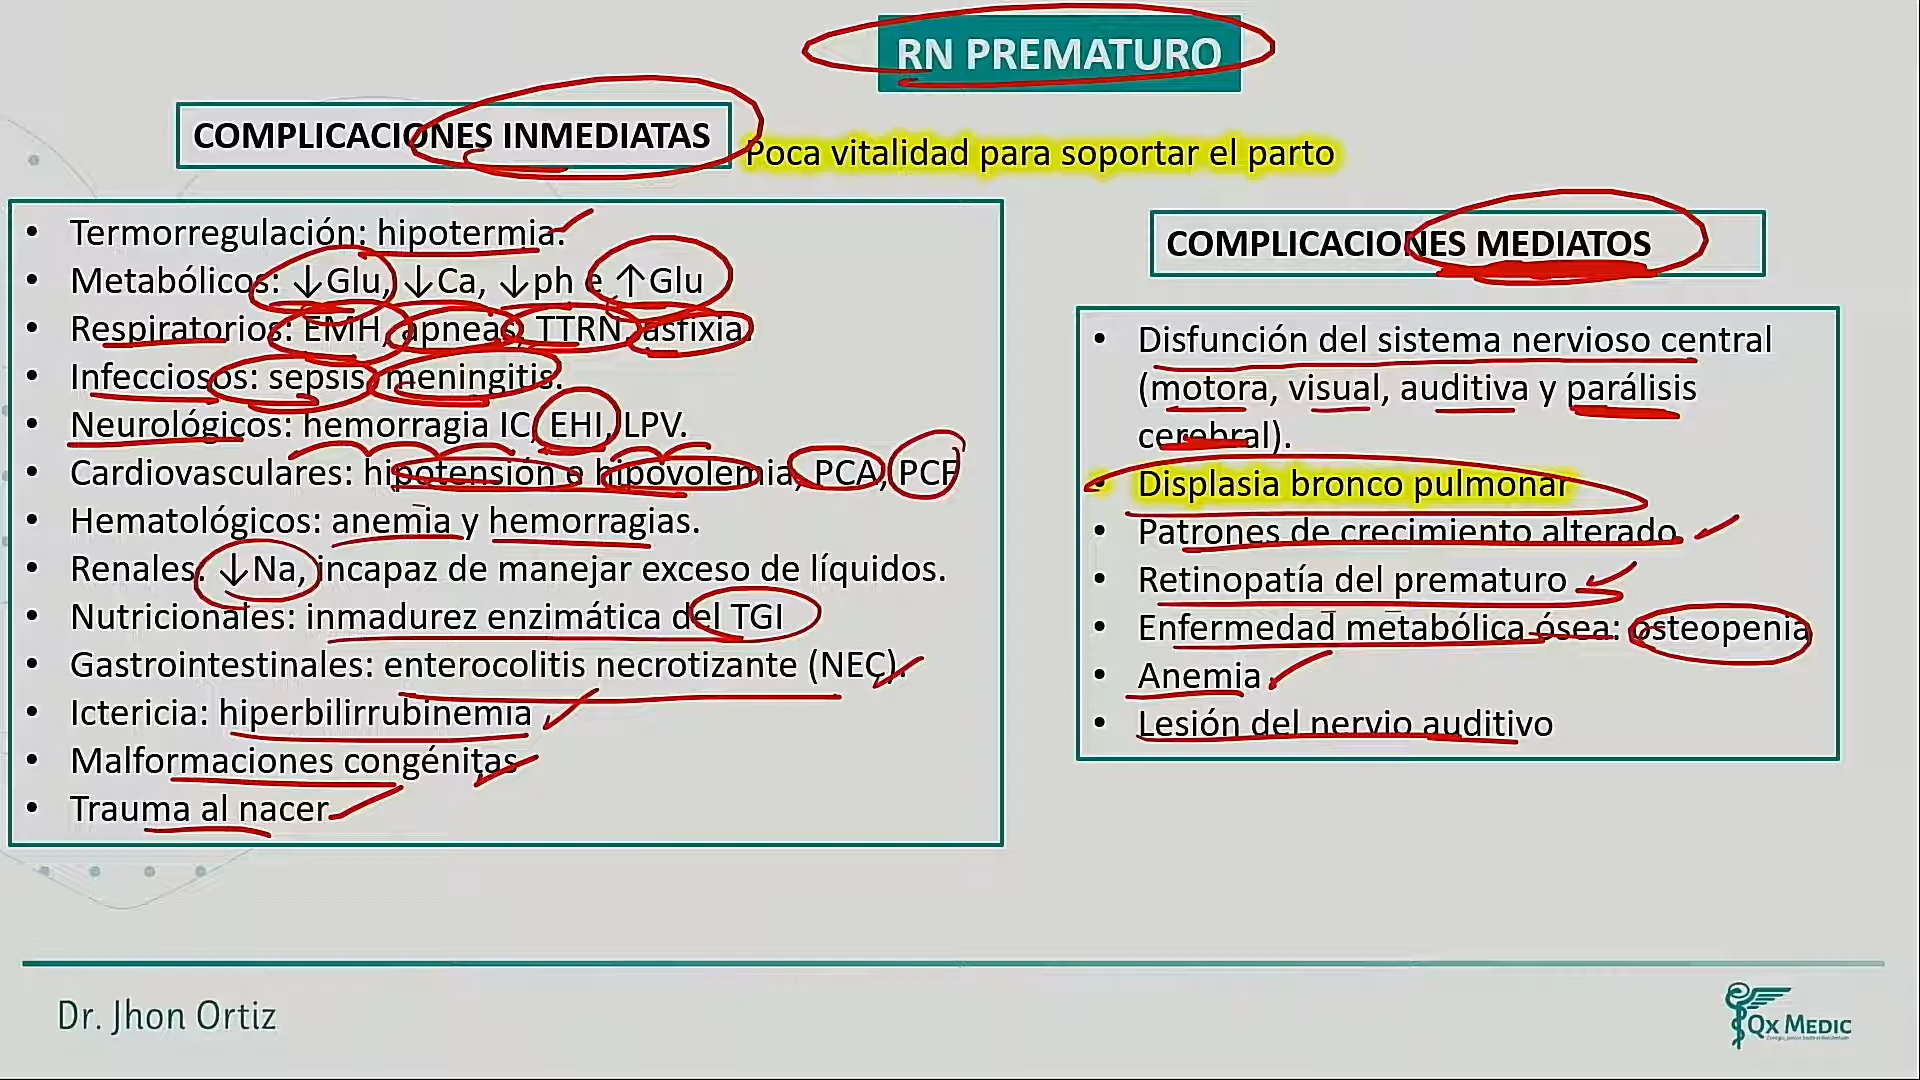 RN PREMATURO
COMPLICACIONES INMEDIATAS
Poca vitalidad para soportar el parto
• Termorregulación: hipotermia.
• Metabólicos: ↓Glu, ↓Ca, ↓ph e ↑Glu
• Respiratorios: EMH, apneas, TTRN, asfixia.
• Infecciosos: sepsis, meningitis.
• Neurológicos: hemorragia IC, EHI, LPV.
• Cardiovasculares: hipotensión e hipovolemia, PCA, PCF
• Hematológicos: anemia y hemorragias.
• Renales: ↓Na, incapaz de manejar exceso de líquidos.
• Nutricionales: inmadurez enzimática del TGI
• Gastrointestinales: enterocolitis necrotizante (NEC).
• Ictericia: hiperbilirrubinemia
• Malformaciones congénitas
• Trauma al nacer
COMPLICACIONES MEDIATOS
• Disfunción del sistema nervioso central
(motora, visual, auditiva y parálisis
cerebral).
• Displasia bronco pulmonar
• Patrones de crecimiento alterado
• Retinopatía del prematuro
• Enfermedad metabólica ósea: osteopenia
• Anemia
• Lesión del nervio auditivo
Dr. Jhon Ortiz
QX MEDIC